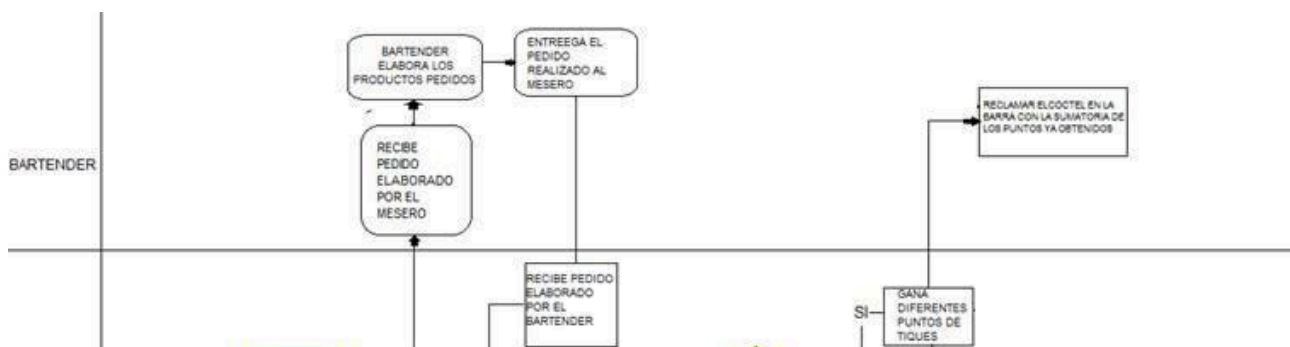 BARTENDER
ELABORA LOS
PRODUCTOS PEDIDOS
ENTREEGA EL
PEDIDO
REALIZADO AL
MESERO
RECLAMAR ELCOCTEL EN LA
BARRA CON LA SUMATORIA DE
LOS PUNTOS YA OBTENIDOS
RECIBE
PEDIDO
ELABORADO
POR EL
MESERO
BARTENDER
RECIBE PEDIDO
ELABORADO
POR EL
BARTENDER
SI
GANA
DIFERENTES
PUNTOS DE
TIQUES